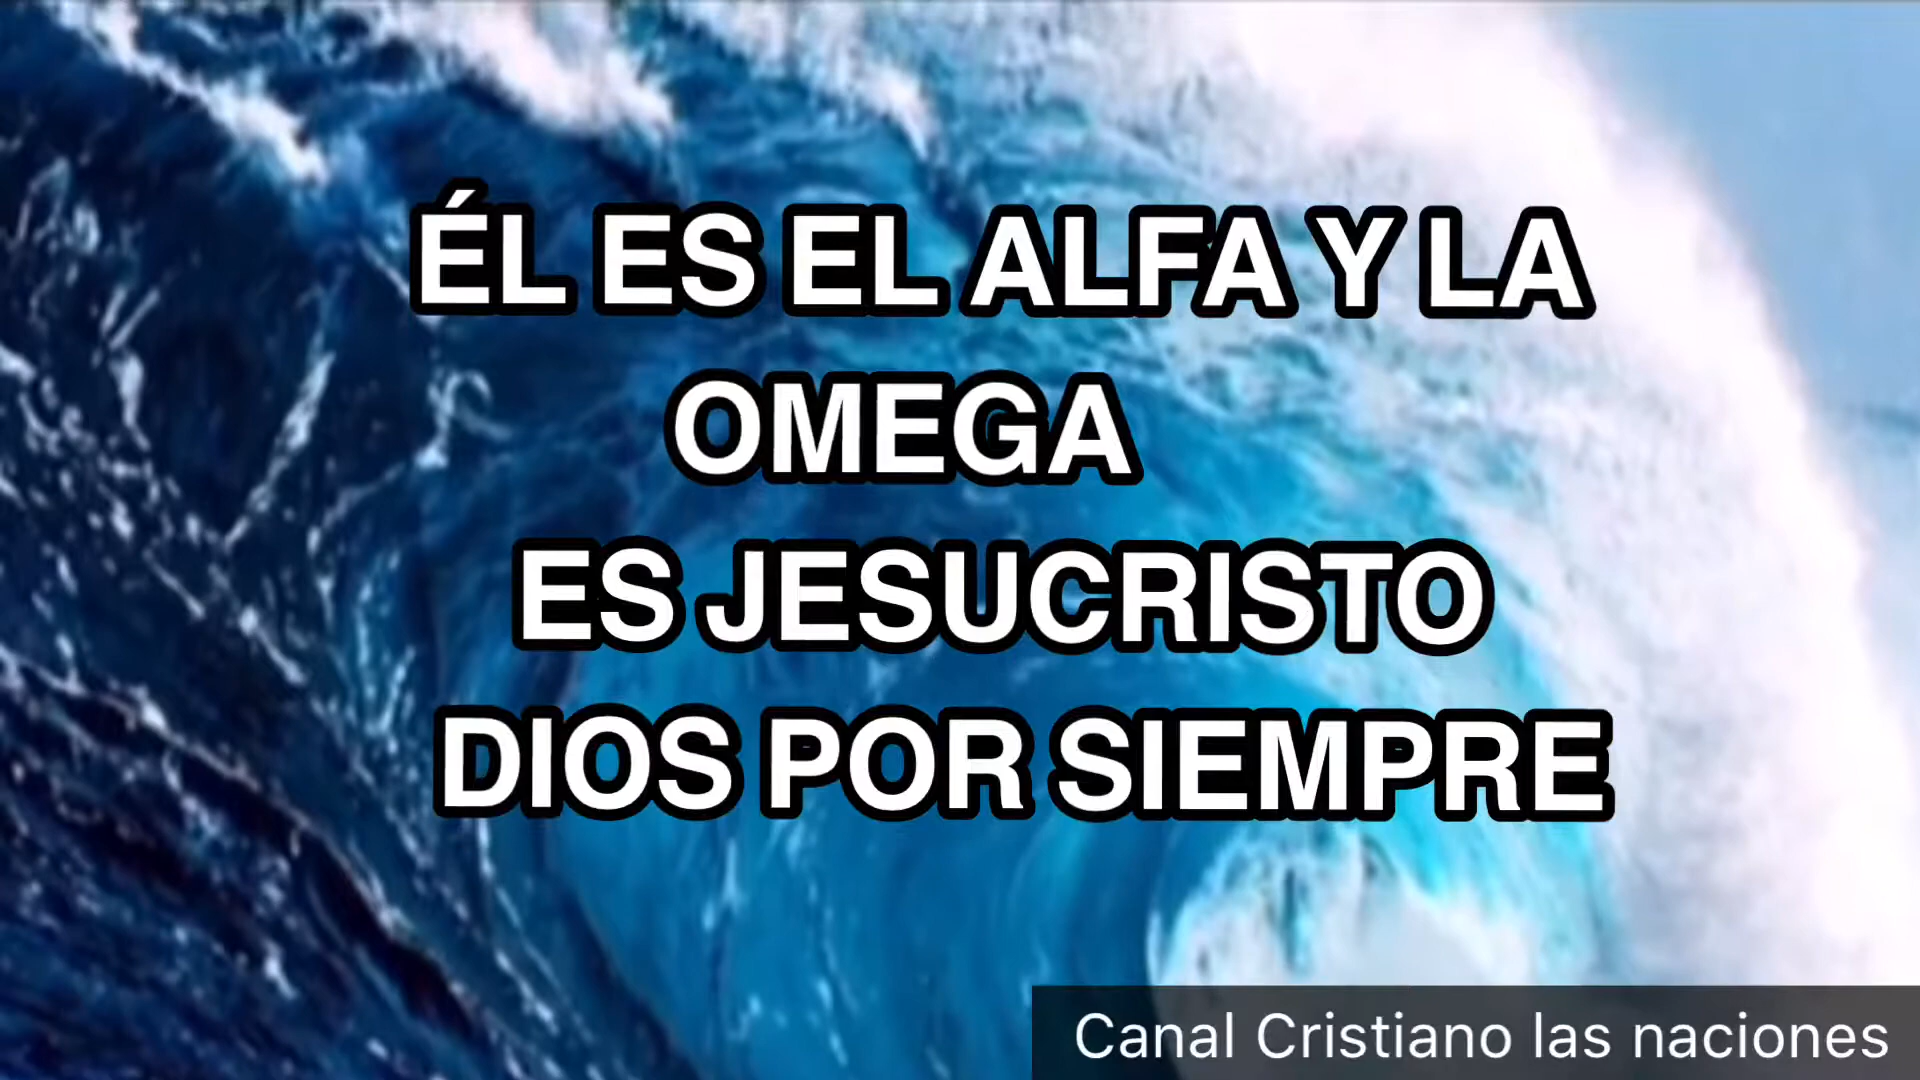 ÉL ES EL ALFA Y LA
OMEGA
ES JESUCRISTO
DIOS POR SIEMPRE
Canal Cristiano las naciones